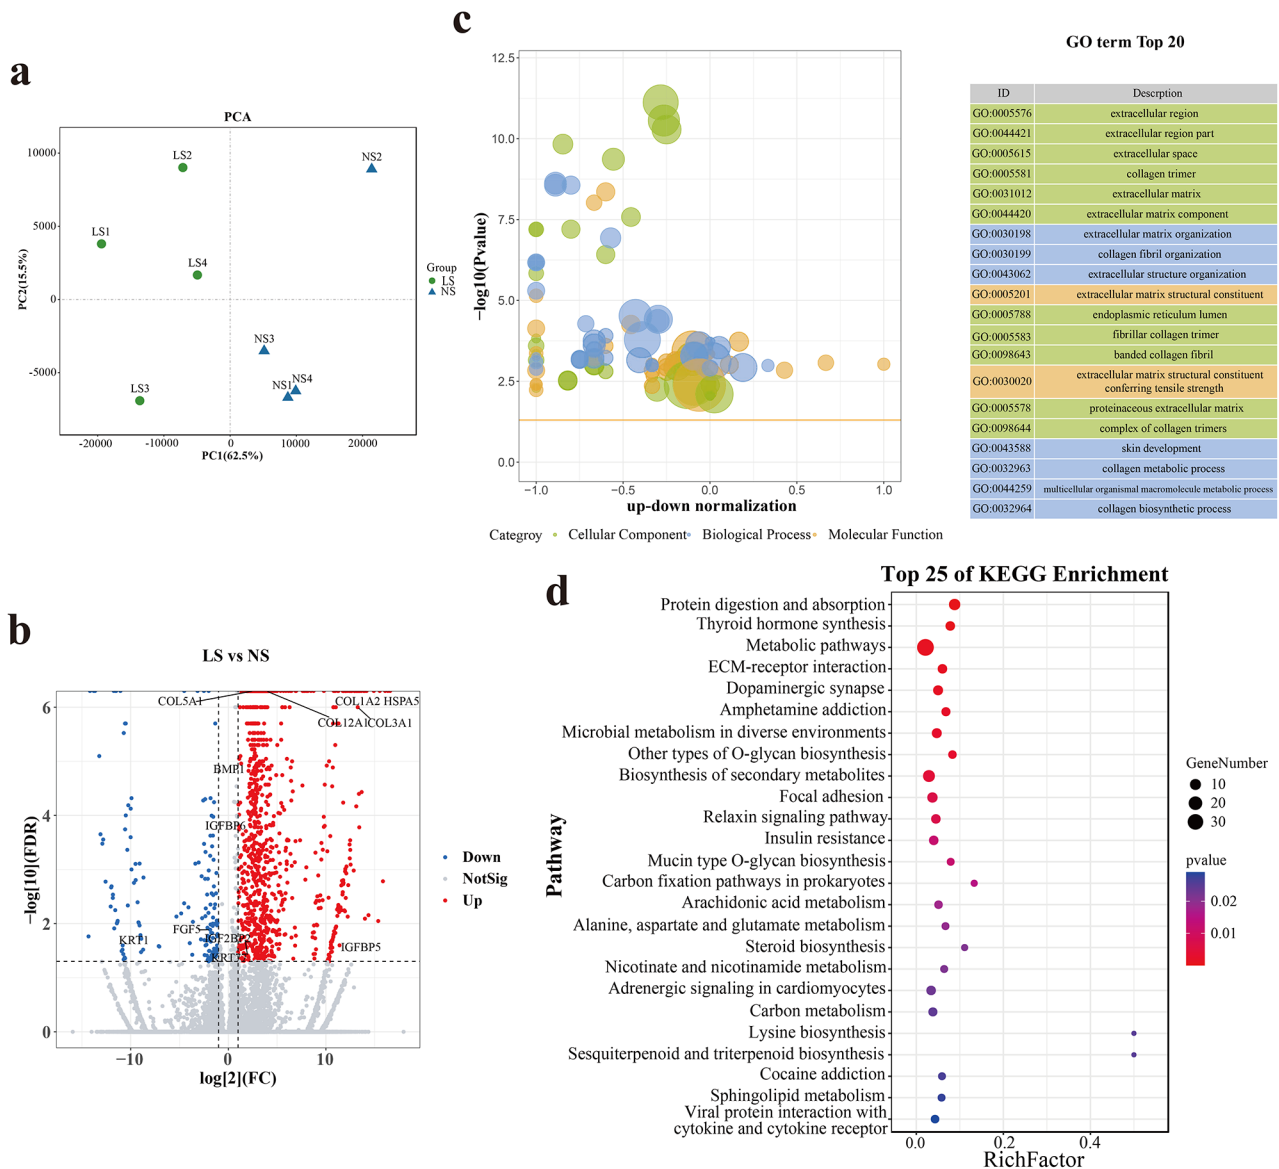 a
PCA
LS2
NS2
LS1
LS4
NS3
LS3
NS1
NS4
10000
5000
0
-5000
-20000
-10000
0
10000
20000
PC1(62.5%)
PC2(15.5%)
Group
LS
NS
c
12.5
10.0
7.5
5.0
2.5
0.0
−log10(Pvalue)
−1.0
−0.5
0.0
0.5
1.0
up-down normalization
Categroy
Cellular Component
Biological Process
Molecular Function
GO term Top 20
ID Descrption
GO:0005576 extracellular region
GO:0044421 extracellular region part
GO:0005615 extracellular space
GO:0005581 collagen trimer
GO:0031012 extracellular matrix
GO:0044420 extracellular matrix component
GO:0030198 extracellular matrix organization
GO:0030199 collagen fibril organization
GO:0043062 extracellular structure organization
GO:0005201 extracellular matrix structural constituent
GO:0005788 endoplasmic reticulum lumen
GO:0005583 fibrillar collagen trimer
GO:0098643 banded collagen fibril
GO:0030020 extracellular matrix structural constituent
conferring tensile strength
GO:0005578 proteinaceous extracellular matrix
GO:0098644 complex of collagen trimers
GO:0043588 skin development
GO:0032963 collagen metabolic process
GO:0044259 multicellular organismal macromolecule metabolic process
GO:0032964 collagen biosynthetic process
b
LS vs NS
COL5A1
COL1A2 HSPA5
COL12A1
COL3A1
BMP1
IGFBP6
FGF5
IGF2BP2
KRT1
IGFBP5
6
4
2
0
−log[10](FDR)
−10
0
10
log[2](FC)
Down
NotSig
Up
d
Top 25 of KEGG Enrichment
Protein digestion and absorption
Thyroid hormone synthesis
Metabolic pathways
ECM-receptor interaction
Dopaminergic synapse
Amphetamine addiction
Microbial metabolism in diverse environments
Other types of O-glycan biosynthesis
Biosynthesis of secondary metabolites
Focal adhesion
Relaxin signaling pathway
Insulin resistance
Mucin type O-glycan biosynthesis
Carbon fixation pathways in prokaryotes
Arachidonic acid metabolism
Alanine, aspartate and glutamate metabolism
Steroid biosynthesis
Nicotinate and nicotinamide metabolism
Adrenergic signaling in cardiomyocytes
Carbon metabolism
Lysine biosynthesis
Sesquiterpenoid and triterpenoid biosynthesis
Cocaine addiction
Sphingolipid metabolism
Viral protein interaction with
cytokine and cytokine receptor
Pathway
0.0
0.2
0.4
RichFactor
GeneNumber
10
20
30
pvalue
0.02
0.01